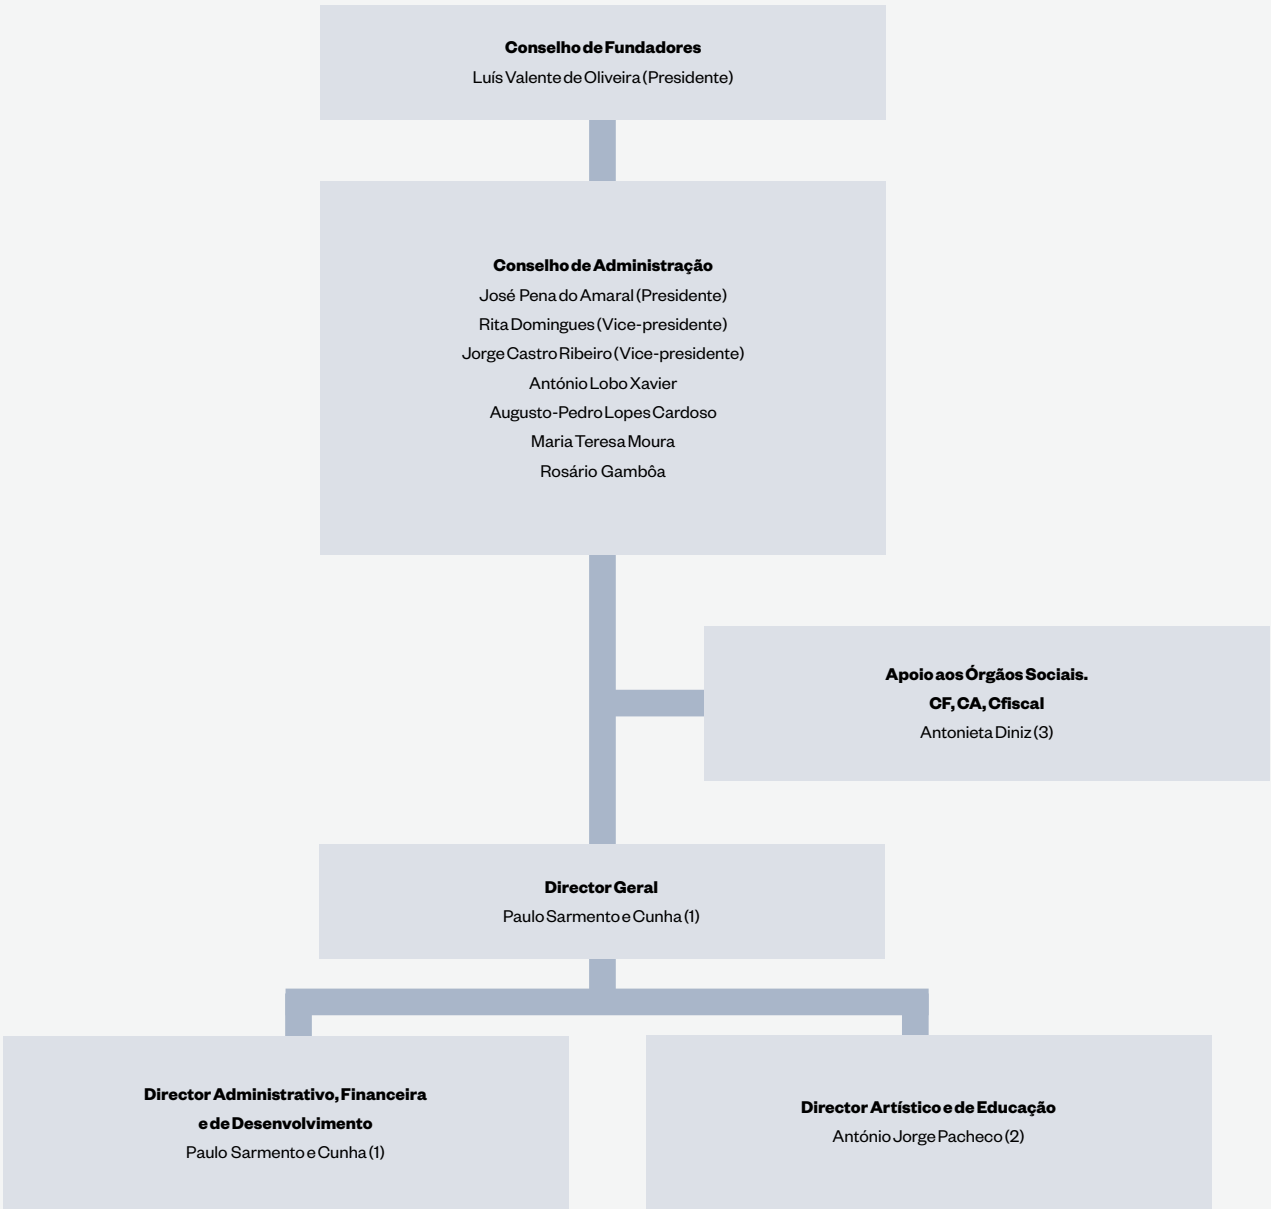 Conselho de Fundadores
Luís Valente de Oliveira (Presidente)
Conselho de Administração
José Pena do Amaral (Presidente)
Rita Domingues (Vice-presidente)
Jorge Castro Ribeiro (Vice-presidente)
António Lobo Xavier
Augusto-Pedro Lopes Cardoso
Maria Teresa Moura
Rosário Gambôa
Apoio aos Órgãos Sociais.
CF, CA, Cfiscal
Antonieta Diniz (3)
Director Geral
Paulo Sarmento e Cunha (1)
Director Administrativo, Financeira
e de Desenvolvimento
Paulo Sarmento e Cunha (1)
Director Artístico e de Educação
António Jorge Pacheco (2)